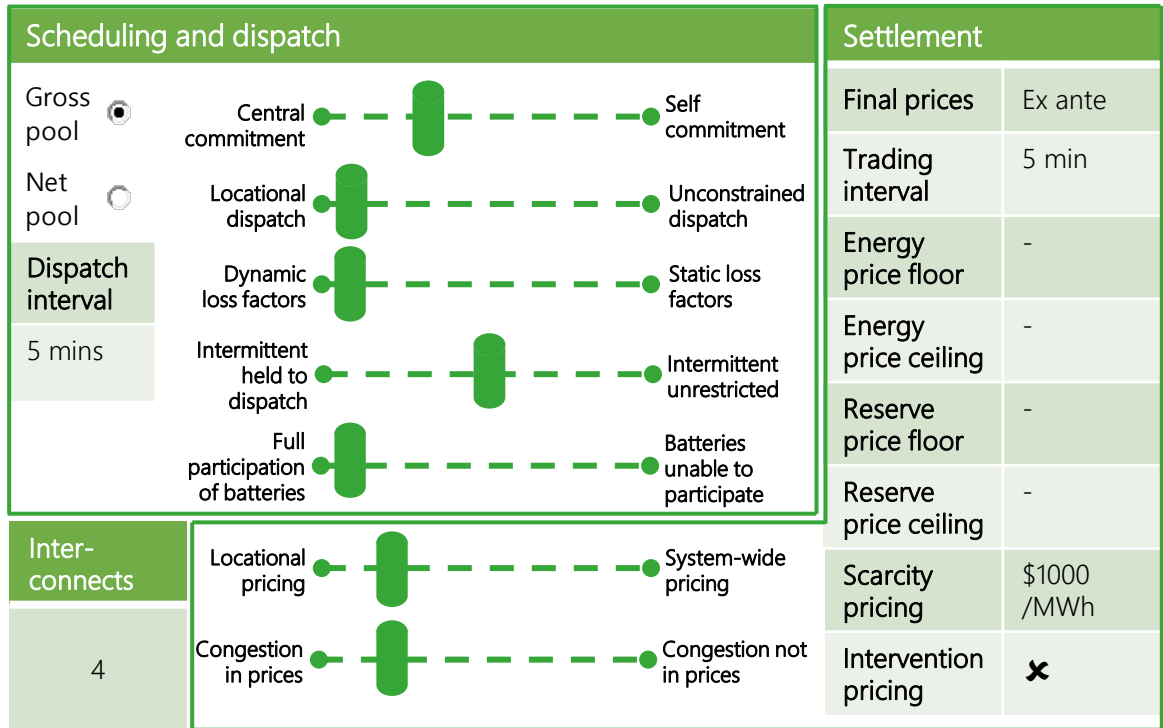 Scheduling and dispatch
Gross
pool
Net
pool
Dispatch
interval
5 mins
Central
commitment
Self
commitment
Locational
dispatch
Unconstrained
dispatch
Dynamic
loss factors
Static loss
factors
Intermittent
held to
dispatch
Intermittent
unrestricted
Full
participation
of batteries
Batteries
unable to
participate
Inter-
connects
4
Locational
pricing
System-wide
pricing
Congestion
in prices
Congestion not
in prices
Settlement
Final prices
Ex ante
Trading
interval
5 min
Energy
price floor
-
Energy
price ceiling
-
Reserve
price floor
-
Reserve
price ceiling
-
Scarcity
pricing
$1000
/MWh
Intervention
pricing
✘